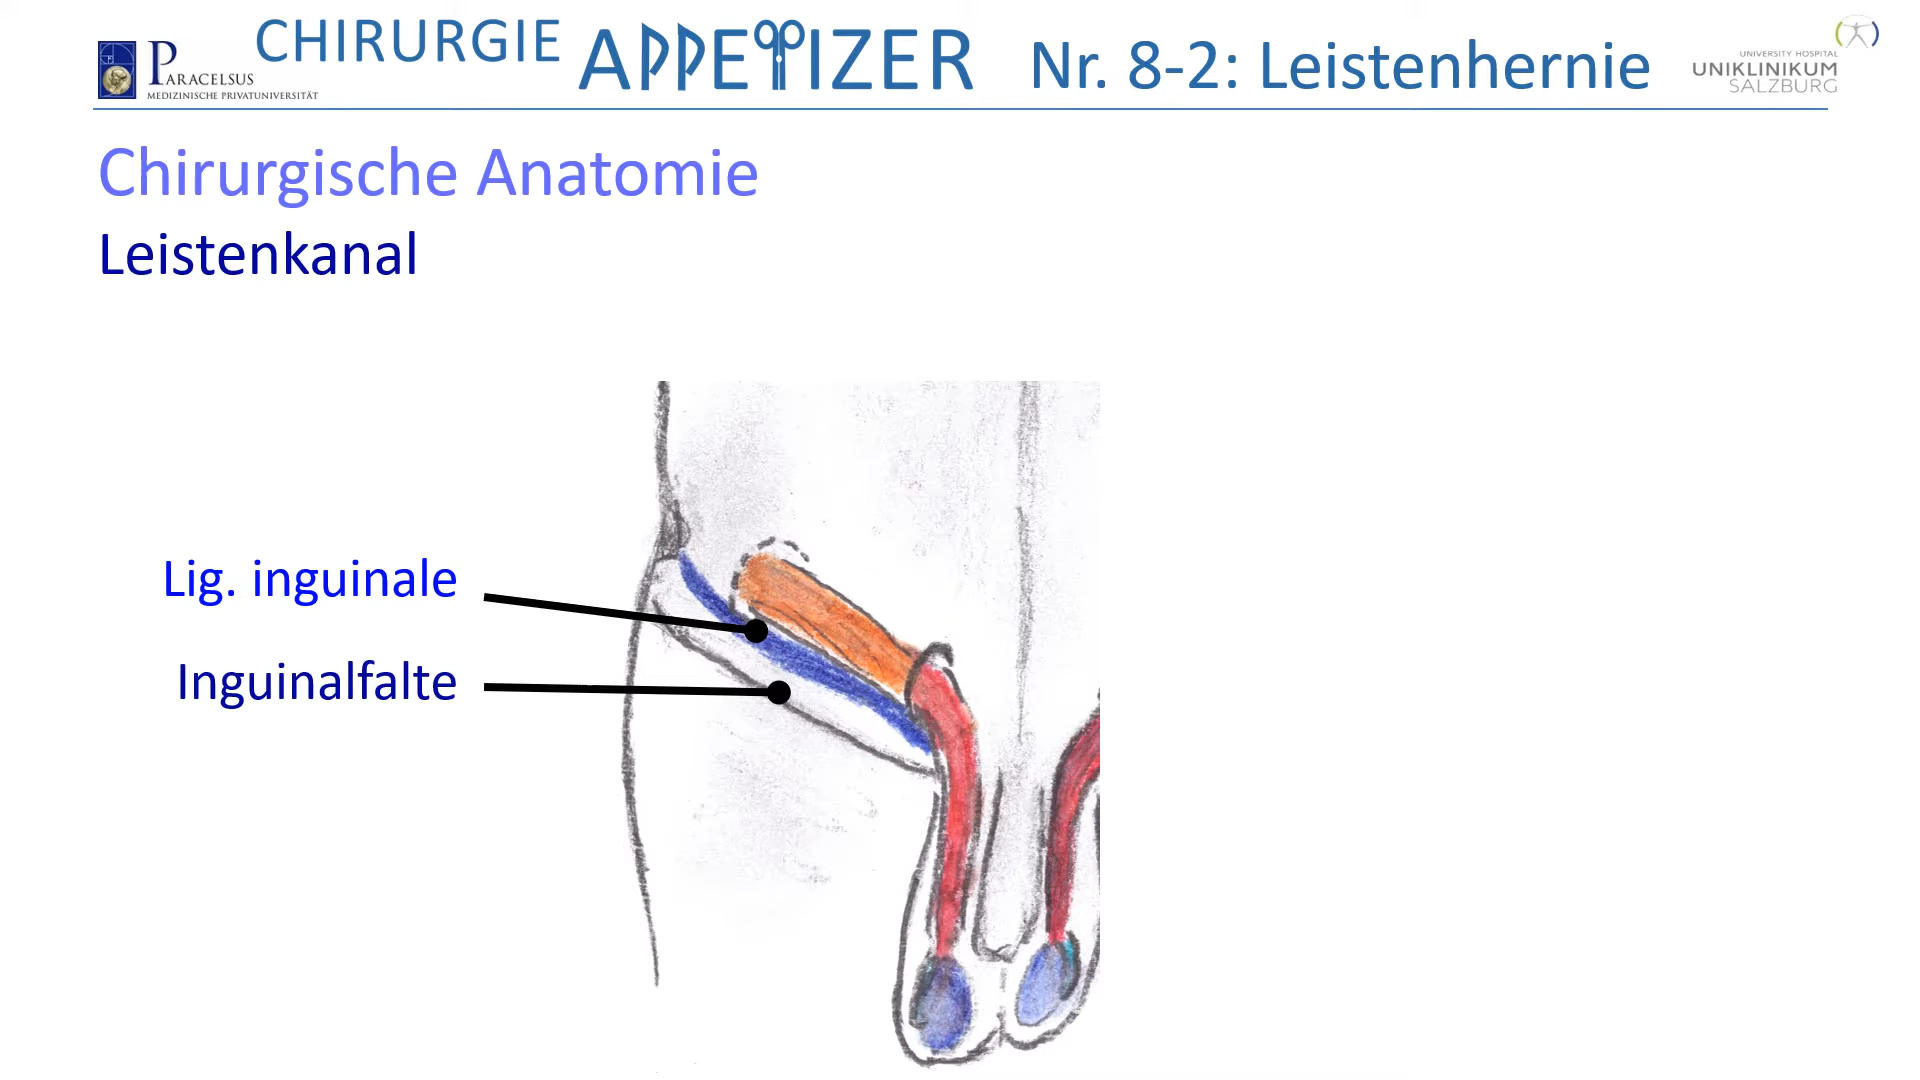 PARACELSUS
MEDIZINISCHE PRIVATUNIVERSITÄT
CHIRURGIE APPETIZER Nr. 8-2: Leistenhernie
UNIVERSITY HOSPITAL
UNIKLINIKUM
SALZBURG
Chirurgische Anatomie
Leistenkanal
Lig. inguinale
Inguinalfalte